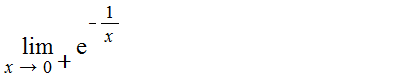 lim x → 0+ e^(-1/x)